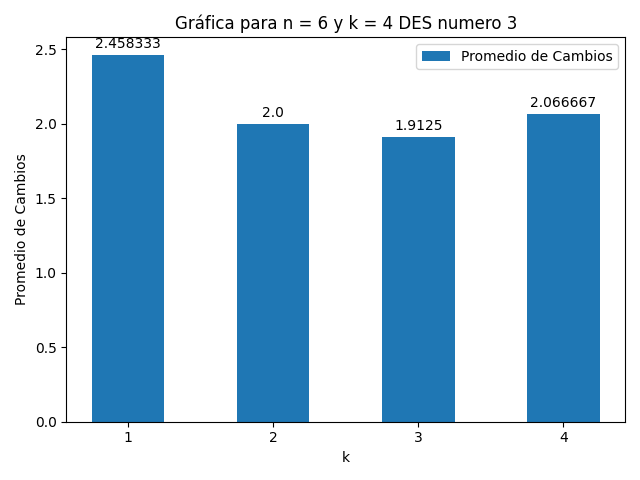 Gráfica para n = 6 y k = 4 DES numero 3
Promedio de Cambios
2.458333
2.0
1.9125
2.066667
Promedio de Cambios
2.5
2.0
1.5
1.0
0.5
0.0
1 2 3 4
k